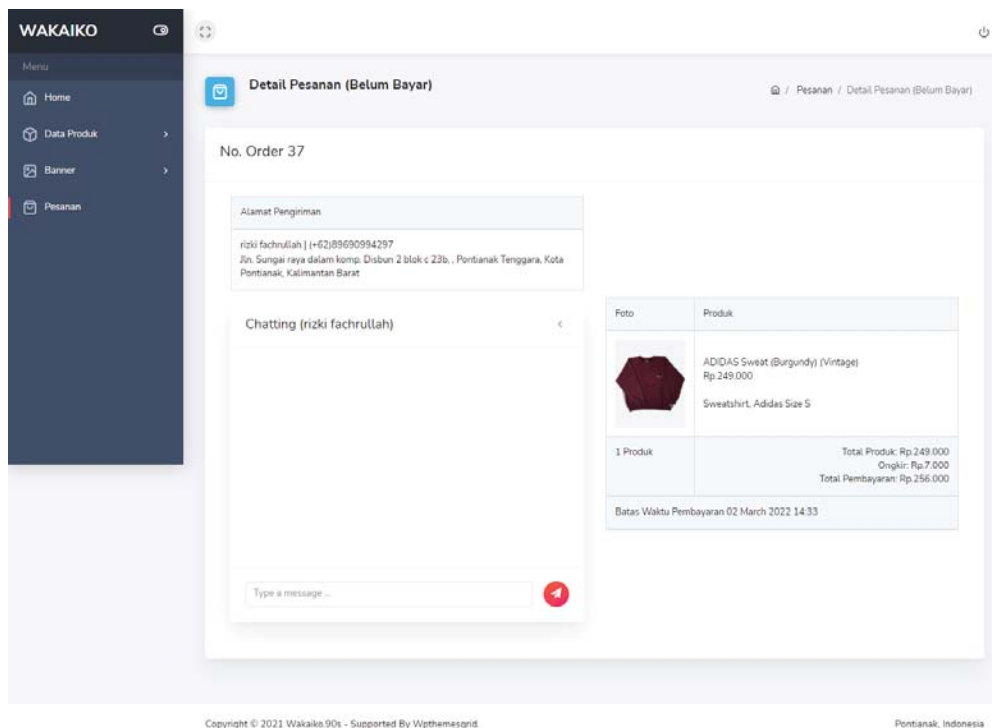 WAKAIKO
Menu
Home
Data Produk
Banner
Pesanan
Detail Pesanan (Belum Bayar)
/ Pesanan / Detail Pesanan (Belum Bayar)
No. Order 37
Alamat Pengiriman
rizki fachrullah | (+62)89690994297
Jln. Sungai raya dalam komp. Disbun 2 blok c 23b, , Pontianak Tenggara, Kota
Pontianak, Kalimantan Barat
Chatting (rizki fachrullah)
Type a message ...
Foto Produk
ADIDAS Sweat (Burgundy) (Vintage)
Rp.249.000
Sweatshirt, Adidas Size S
1 Produk
Total Produk: Rp.249.000
Ongkir: Rp.7.000
Total Pembayaran: Rp.256.000
Batas Waktu Pembayaran 02 March 2022 14:33
Copyright © 2021 Wakaiko.90s - Supported By Wpthemesgrid.
Pontianak, Indonesia